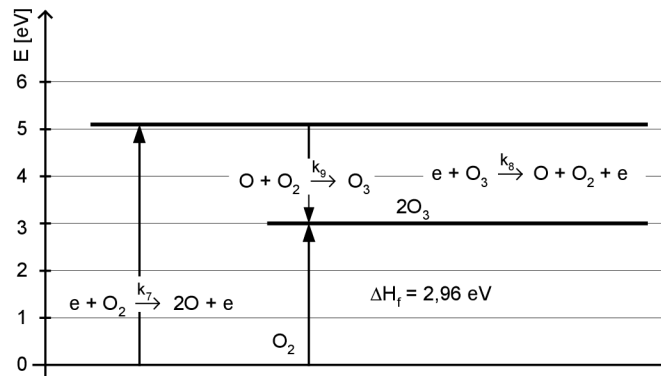 E [eV]
6
5
4
3
2
1
0
O + O₂ k₉→ O₃
e + O₃ k₈→ O + O₂ + e
2O₃
e + O₂ k₇→ 2O + e
ΔH_f = 2,96 eV
O₂